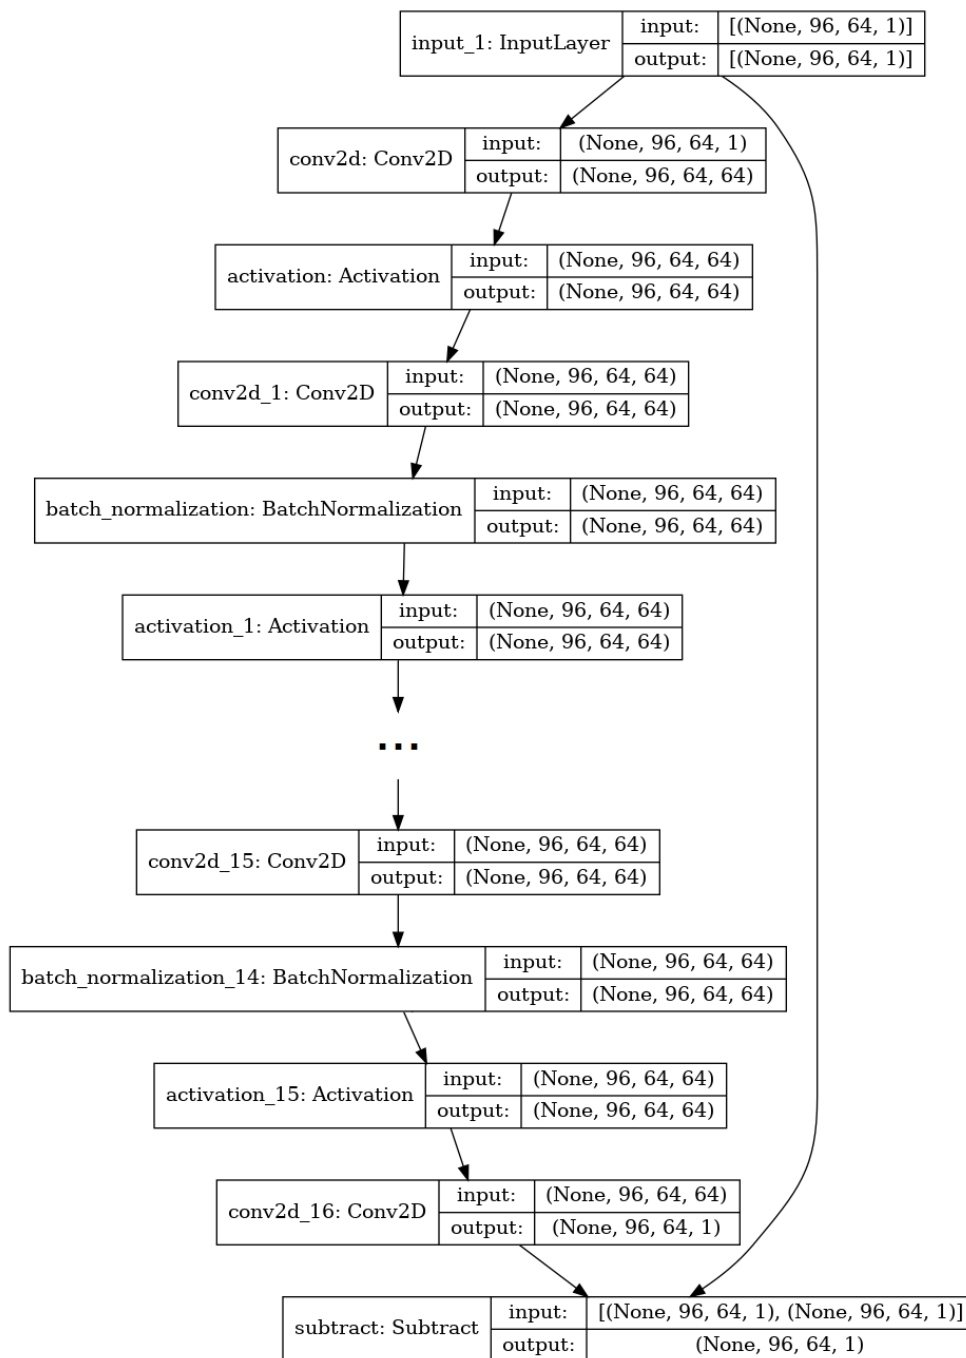 input_1: InputLayer
input: [(None, 96, 64, 1)]
output: [(None, 96, 64, 1)]
conv2d: Conv2D
input: (None, 96, 64, 1)
output: (None, 96, 64, 64)
activation: Activation
input: (None, 96, 64, 64)
output: (None, 96, 64, 64)
conv2d_1: Conv2D
input: (None, 96, 64, 64)
output: (None, 96, 64, 64)
batch_normalization: BatchNormalization
input: (None, 96, 64, 64)
output: (None, 96, 64, 64)
activation_1: Activation
input: (None, 96, 64, 64)
output: (None, 96, 64, 64)
...
conv2d_15: Conv2D
input: (None, 96, 64, 64)
output: (None, 96, 64, 64)
batch_normalization_14: BatchNormalization
input: (None, 96, 64, 64)
output: (None, 96, 64, 64)
activation_15: Activation
input: (None, 96, 64, 64)
output: (None, 96, 64, 64)
conv2d_16: Conv2D
input: (None, 96, 64, 64)
output: (None, 96, 64, 1)
subtract: Subtract
input: [(None, 96, 64, 1), (None, 96, 64, 1)]
output: (None, 96, 64, 1)